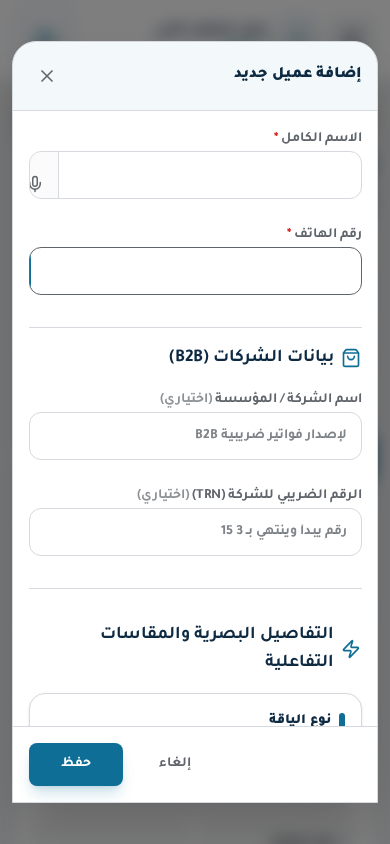 إضافة عميل جديد
الاسم الكامل *
رقم الهاتف *
بيانات الشركات (B2B)
اسم الشركة / المؤسسة (اختياري)
لإصدار فواتير ضريبية B2B
الرقم الضريبي للشركة (TRN) (اختياري)
رقم يبدأ وينتهي بـ 3 15
التفاصيل البصرية والمقاسات
التفاعلية
نوع الياقة
إلغاء
حفظ